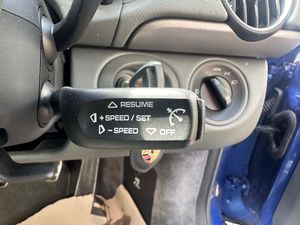 RESUME
+SPEED / SET
-SPEED OFF